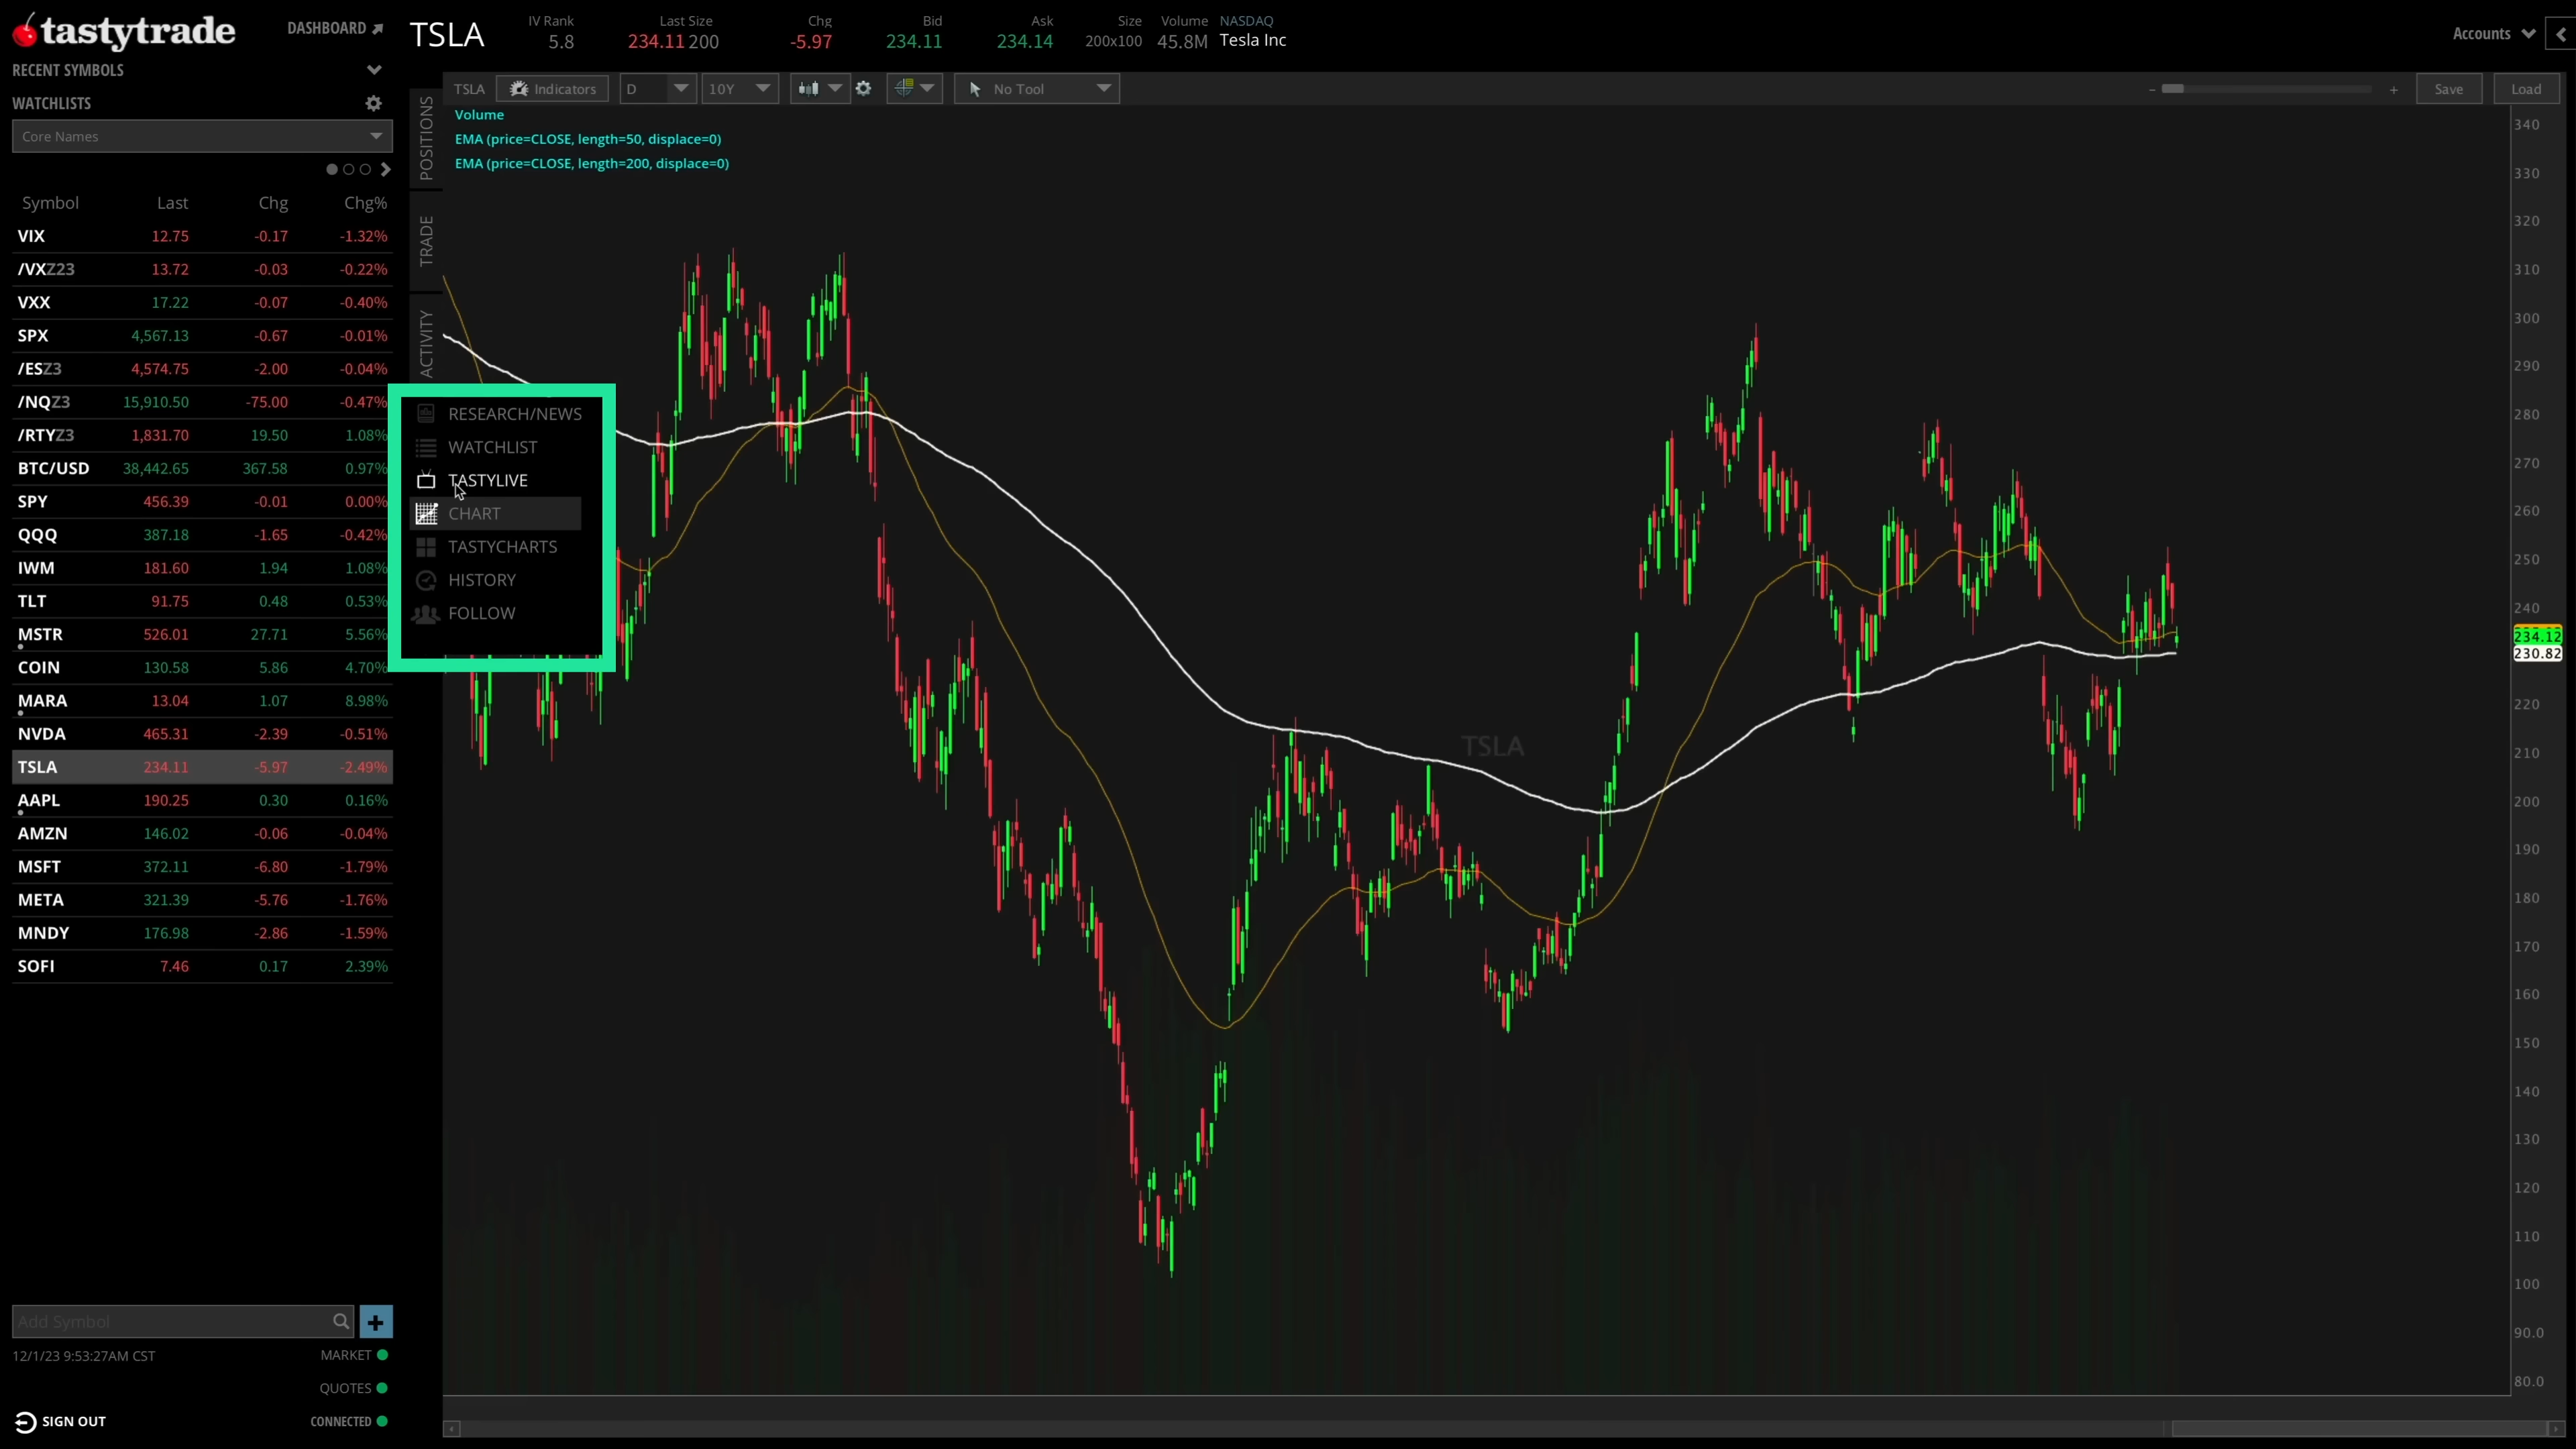 tastytrade
DASHBOARD
RECENT SYMBOLS
WATCHLISTS
Core Names
Symbol Last Chg Chg%
VIX 12.75 -0.17 -1.32%
/VXZ23 13.72 -0.03 -0.22%
VXX 17.22 -0.07 -0.40%
SPX 4,567.13 -0.67 -0.01%
/ESZ3 4,574.75 -2.00 -0.04%
/NQZ3 15,910.50 -75.00 -0.47%
/RTYZ3 1,831.70 19.50 1.08%
BTC/USD 38,442.65 367.58 0.97%
SPY 456.39 -0.01 0.00%
QQQ 387.18 -1.65 -0.42%
IWM 181.60 1.94 1.08%
TLT 91.75 0.48 0.53%
MSTR 526.01 27.71 5.56%
COIN 130.58 5.86 4.70%
MARA 13.04 1.07 8.98%
NVDA 465.31 -2.39 -0.51%
TSLA 234.11 -5.97 -2.49%
AAPL 190.25 0.30 0.16%
AMZN 146.02 -0.06 -0.04%
MSFT 372.11 -6.80 -1.79%
META 321.39 -5.76 -1.76%
MNDY 176.98 -2.86 -1.59%
SOFI 7.46 0.17 2.39%
Add Symbol
12/1/23 9:53:27AM CST MARKET
QUOTES
SIGN OUT CONNECTED
TSLA
IV Rank Last Size Chg Bid Ask Size Volume NASDAQ
5.8 234.11 200 -5.97 234.11 234.14 200x100 45.8M Tesla Inc
Accounts
POSITIONS
TRADE
ACTIVITY
TSLA Indicators D 10Y No Tool - + Save Load
Volume
EMA (price=CLOSE, length=50, displace=0)
EMA (price=CLOSE, length=200, displace=0)
RESEARCH/NEWS
WATCHLIST
TASTYLIVE
CHART
TASTYCHARTS
HISTORY
FOLLOW
TSLA
340
330
320
310
300
290
280
270
260
250
240
234.12
230.82
220
210
200
190
180
170
160
150
140
130
120
110
100
90.0
80.0